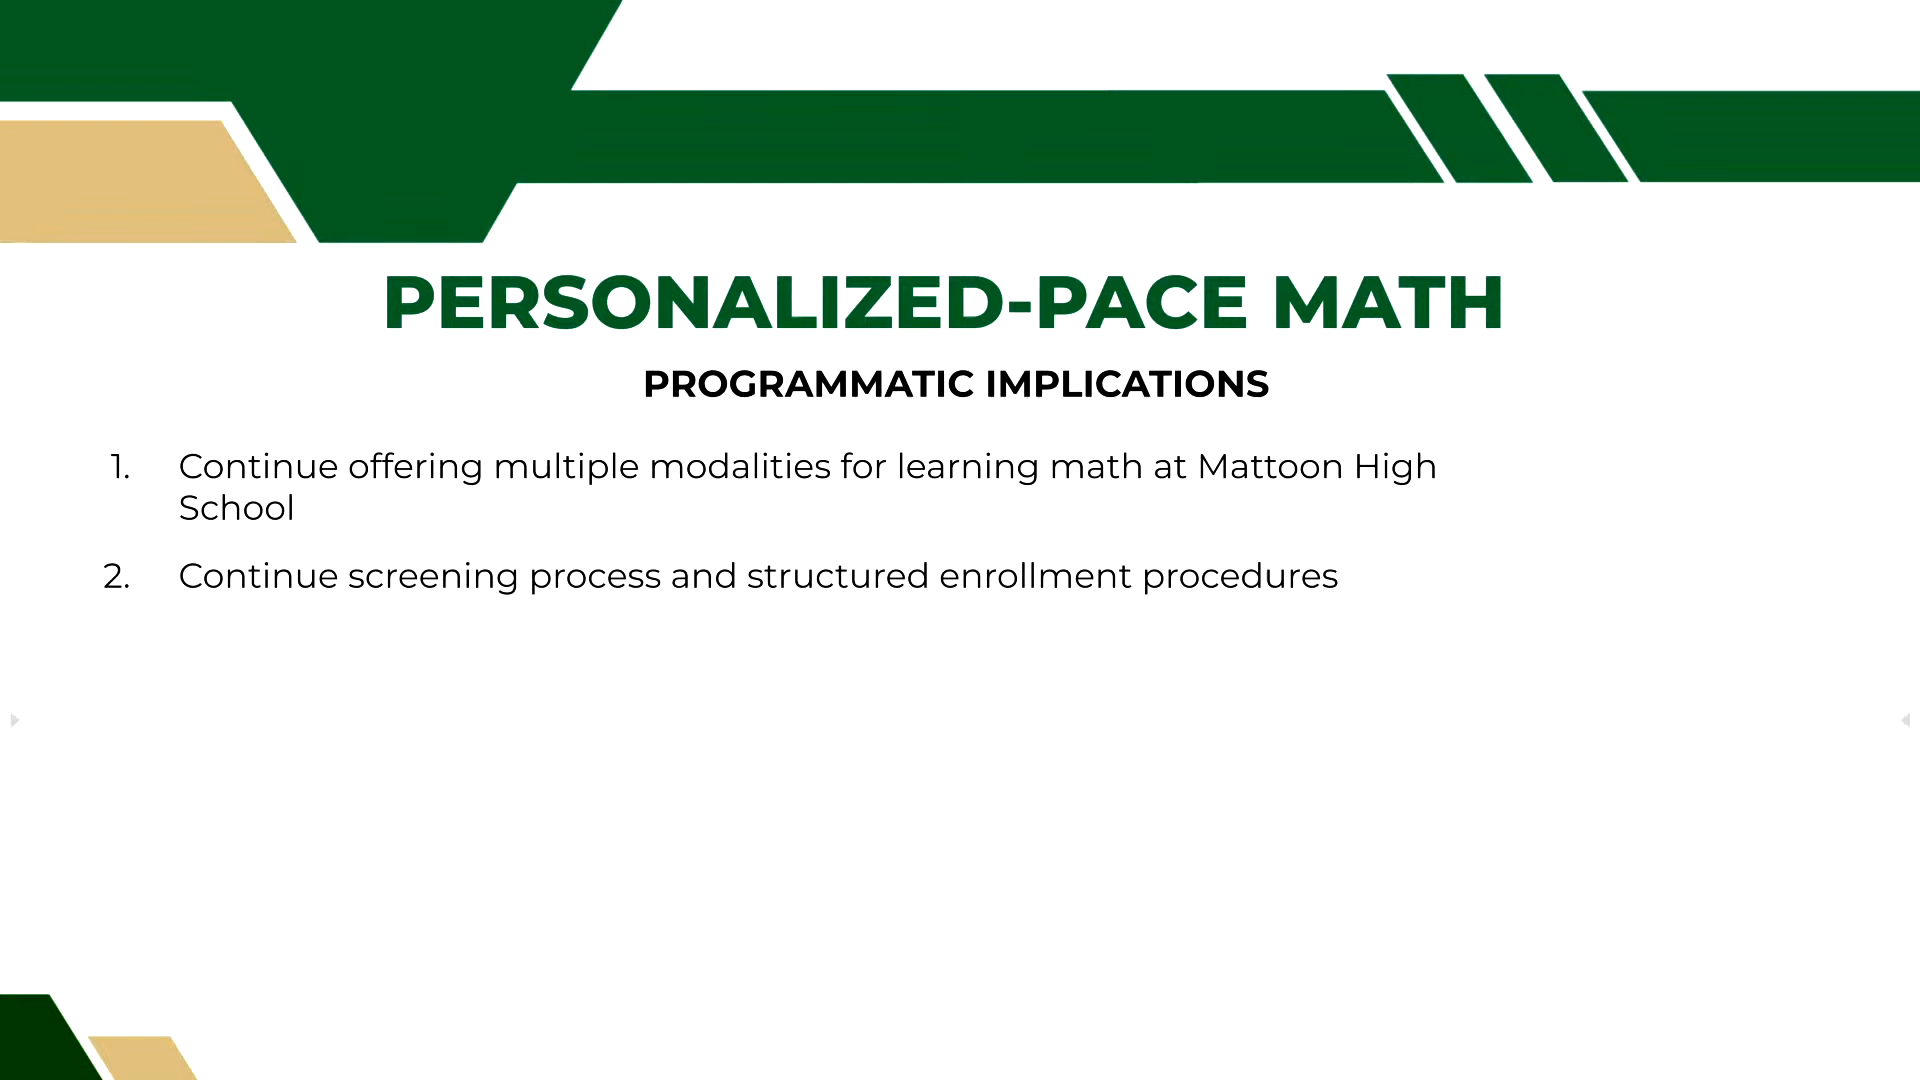 PERSONALIZED-PACE MATH
PROGRAMMATIC IMPLICATIONS
1. Continue offering multiple modalities for learning math at Mattoon High
School
2. Continue screening process and structured enrollment procedures